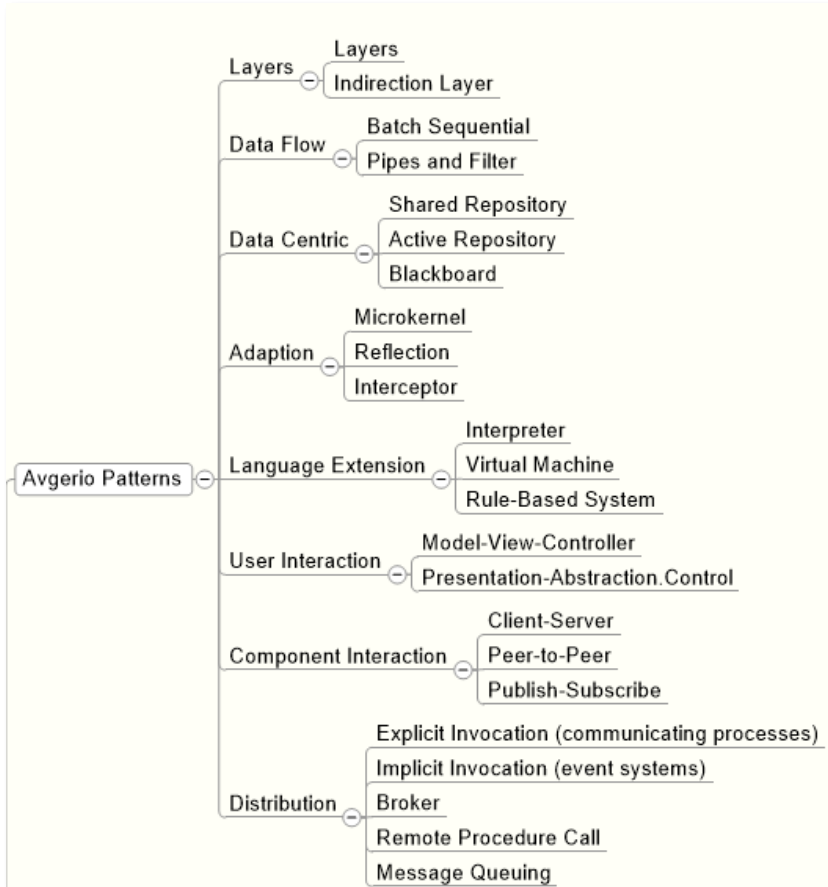 Layers
Layers
Indirection Layer
Data Flow
Batch Sequential
Pipes and Filter
Data Centric
Shared Repository
Active Repository
Blackboard
Adaption
Microkernel
Reflection
Interceptor
Avgerio Patterns
Language Extension
Interpreter
Virtual Machine
Rule-Based System
User Interaction
Model-View-Controller
Presentation-Abstraction.Control
Component Interaction
Client-Server
Peer-to-Peer
Publish-Subscribe
Distribution
Explicit Invocation (communicating processes)
Implicit Invocation (event systems)
Broker
Remote Procedure Call
Message Queuing